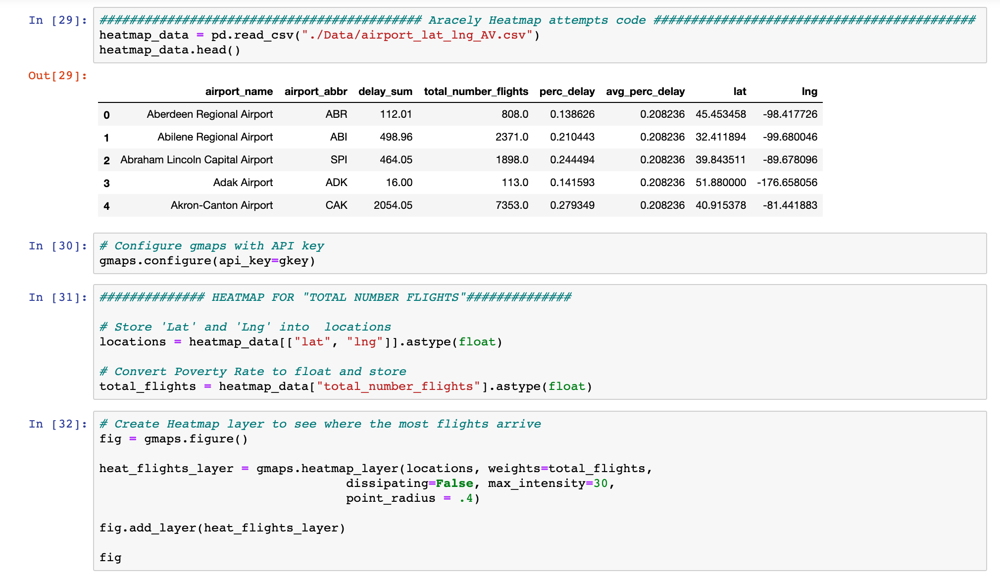 In [29]: ########################################### Aracely Heatmap attempts code ###########################################
heatmap_data = pd.read_csv("./Data/airport_lat_lng_AV.csv")
heatmap_data.head()
Out[29]:
airport_name airport_abbr delay_sum total_number_flights perc_delay avg_perc_delay lat lng
0 Aberdeen Regional Airport ABR 112.01 808.0 0.138626 0.208236 45.453458 -98.417726
1 Abilene Regional Airport ABI 498.96 2371.0 0.210443 0.208236 32.411894 -99.680046
2 Abraham Lincoln Capital Airport SPI 464.05 1898.0 0.244494 0.208236 39.843511 -89.678096
3 Adak Airport ADK 16.00 113.0 0.141593 0.208236 51.880000 -176.658056
4 Akron-Canton Airport CAK 2054.05 7353.0 0.279349 0.208236 40.915378 -81.441883
In [30]: # Configure gmaps with API key
gmaps.configure(api_key=gkey)
In [31]: ############## HEATMAP FOR "TOTAL NUMBER FLIGHTS"##############
# Store 'Lat' and 'Lng' into  locations
locations = heatmap_data[["lat", "lng"]].astype(float)
# Convert Poverty Rate to float and store
total_flights = heatmap_data["total_number_flights"].astype(float)
In [32]: # Create Heatmap layer to see where the most flights arrive
fig = gmaps.figure()
heat_flights_layer = gmaps.heatmap_layer(locations, weights=total_flights,
dissipating=False, max_intensity=30,
point_radius = .4)
fig.add_layer(heat_flights_layer)
fig